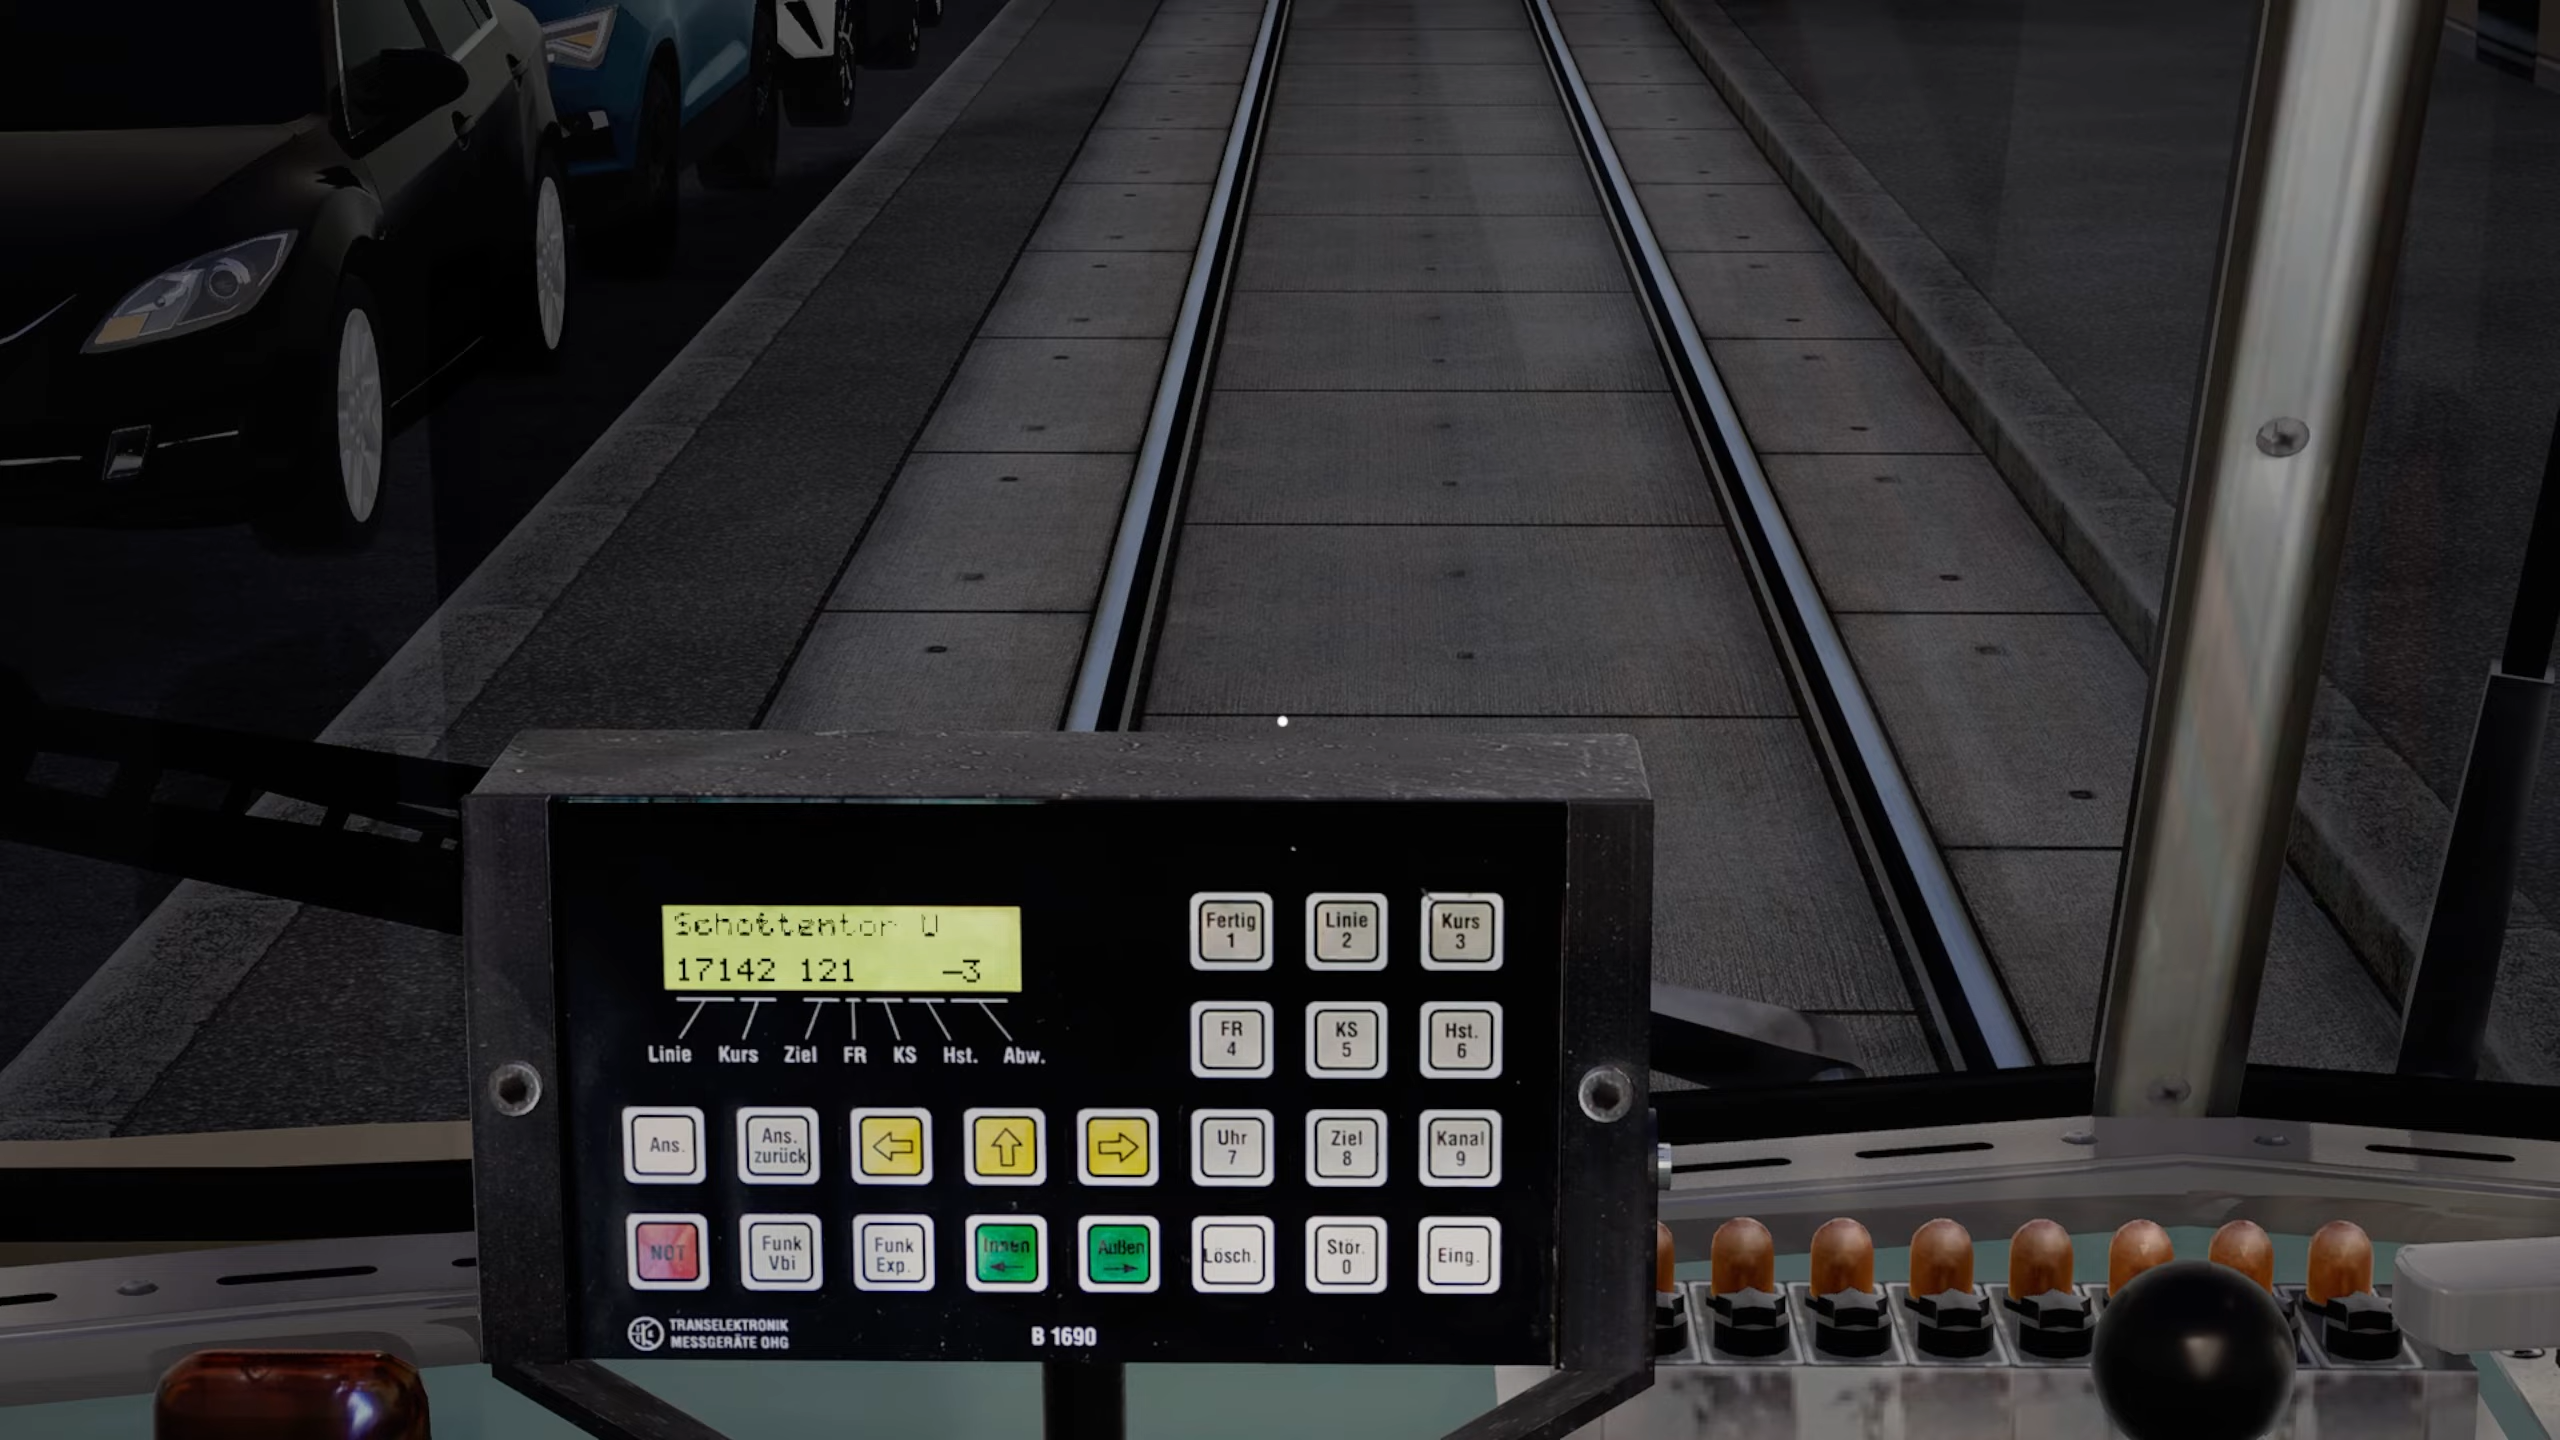 Schottentor U
17142 121 –3
Linie Kurs Ziel FR KS Hst. Abw.
Fertig
1
Linie
2
Kurs
3
FR
4
KS
5
Hst.
6
Ans.
Ans.
zurück
Uhr
7
Ziel
8
Kanal
9
NOT
Funk
Vbi
Funk
Exp.
Innen
Außen
Lösch.
Stör.
0
Eing.
TRANSELEKTRONIK
MESSGERÄTE OHG
B 1690